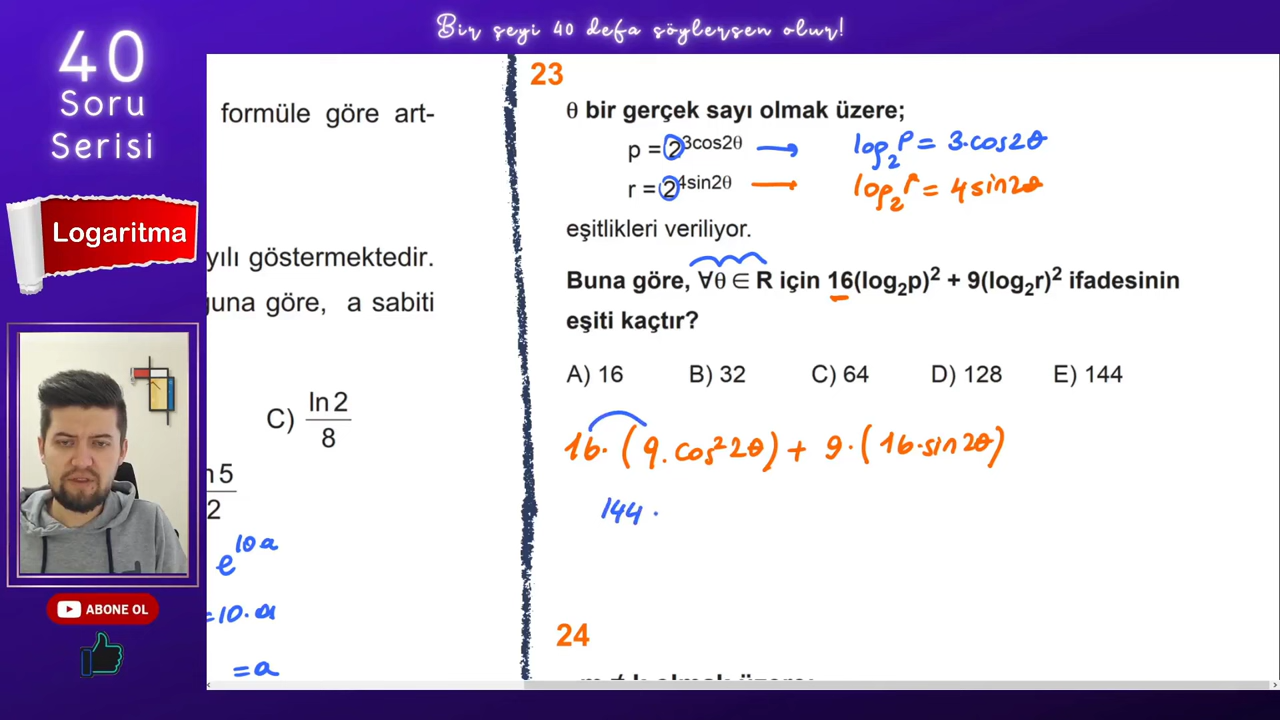 Bir şeyi 40 defa söylersen olur!
40
Soru
Serisi
Logaritma
ABONE OL
formüle göre art-
yılı göstermektedir.
guna göre, a sabiti
C) ln2
8
n5
2
e^10a
=10.a
=a
23
θ bir gerçek sayı olmak üzere;
p = 2^3cos2θ → log₂p = 3.cos2θ
r = 2^4sin2θ → log₂r = 4sin2θ
eşitlikleri veriliyor.
Buna göre, ∀θ ∈ R için 16(log₂p)² + 9(log₂r)² ifadesinin
eşiti kaçtır?
A) 16 B) 32 C) 64 D) 128 E) 144
16.(9.cos²2θ) + 9.(16.sin2θ)
144 .
24